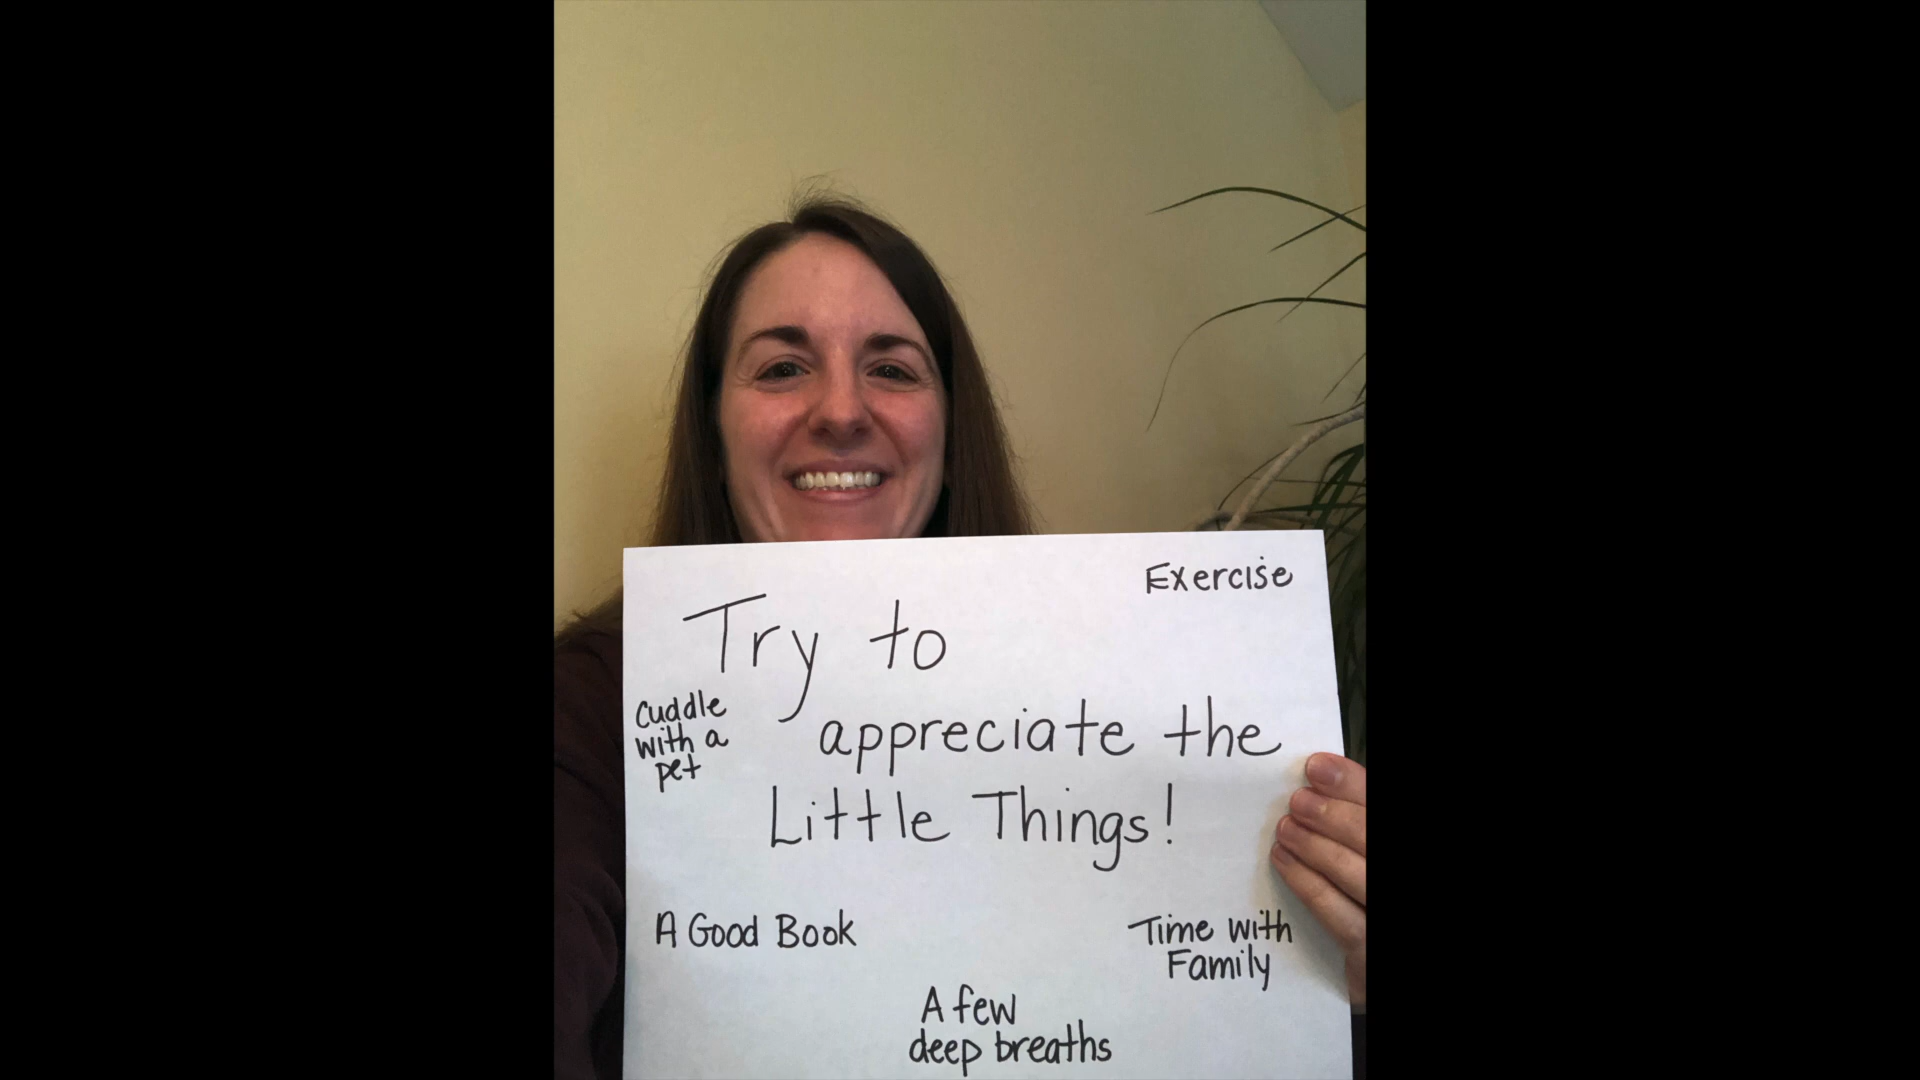 Exercise
Try to
Cuddle
with a
pet
appreciate the
Little Things!
A Good Book
Time with
Family
A few
deep breaths